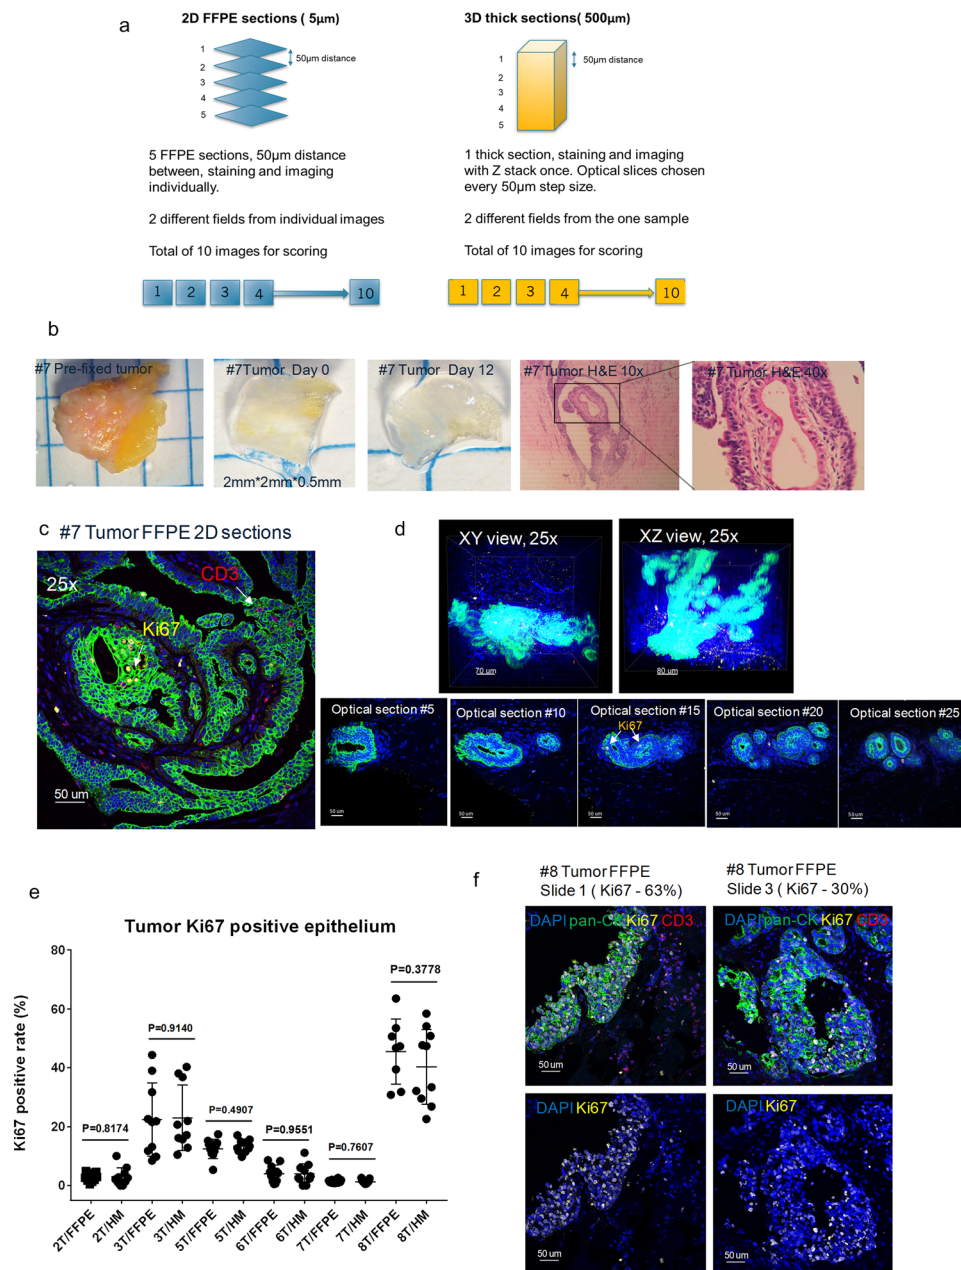 a
2D FFPE sections ( 5μm)
3D thick sections( 500μm)
1
2
3
4
5
50μm distance
1
2
3
4
5
50μm distance
5 FFPE sections, 50μm distance
between, staining and imaging
individually.
2 different fields from individual images
Total of 10 images for scoring
1 thick section, staining and imaging
with Z stack once. Optical slices chosen
every 50μm step size.
2 different fields from the one sample
Total of 10 images for scoring
1 2 3 4 10
1 2 3 4 10
b
#7 Pre-fixed tumor
#7Tumor Day 0
2mm*2mm*0.5mm
#7 Tumor Day 12
#7 Tumor H&E 10x
#7 Tumor H&E 40x
c #7 Tumor FFPE 2D sections
25x
CD3
Ki67
50 um
d
XY view, 25x
70 um
XZ view, 25x
80 um
Optical section #5
50 um
Optical section #10
50 um
Optical section #15
Ki67
50 um
Optical section #20
50 um
Optical section #25
50 um
e
Tumor Ki67 positive epithelium
Ki67 positive rate (%)
80
60
40
20
0
P=0.8174
P=0.9140
P=0.4907
P=0.9551
P=0.7607
P=0.3778
2T/FFPE
2T/HM
3T/FFPE
3T/HM
5T/FFPE
5T/HM
6T/FFPE
6T/HM
7T/FFPE
7T/HM
8T/FFPE
8T/HM
f
#8 Tumor FFPE
Slide 1 ( Ki67 - 63%)
#8 Tumor FFPE
Slide 3 ( Ki67 - 30%)
DAPI pan-CK Ki67 CD3
50 um
DAPI pan-CK Ki67 CD3
50 um
DAPI Ki67
50 um
DAPI Ki67
50 um